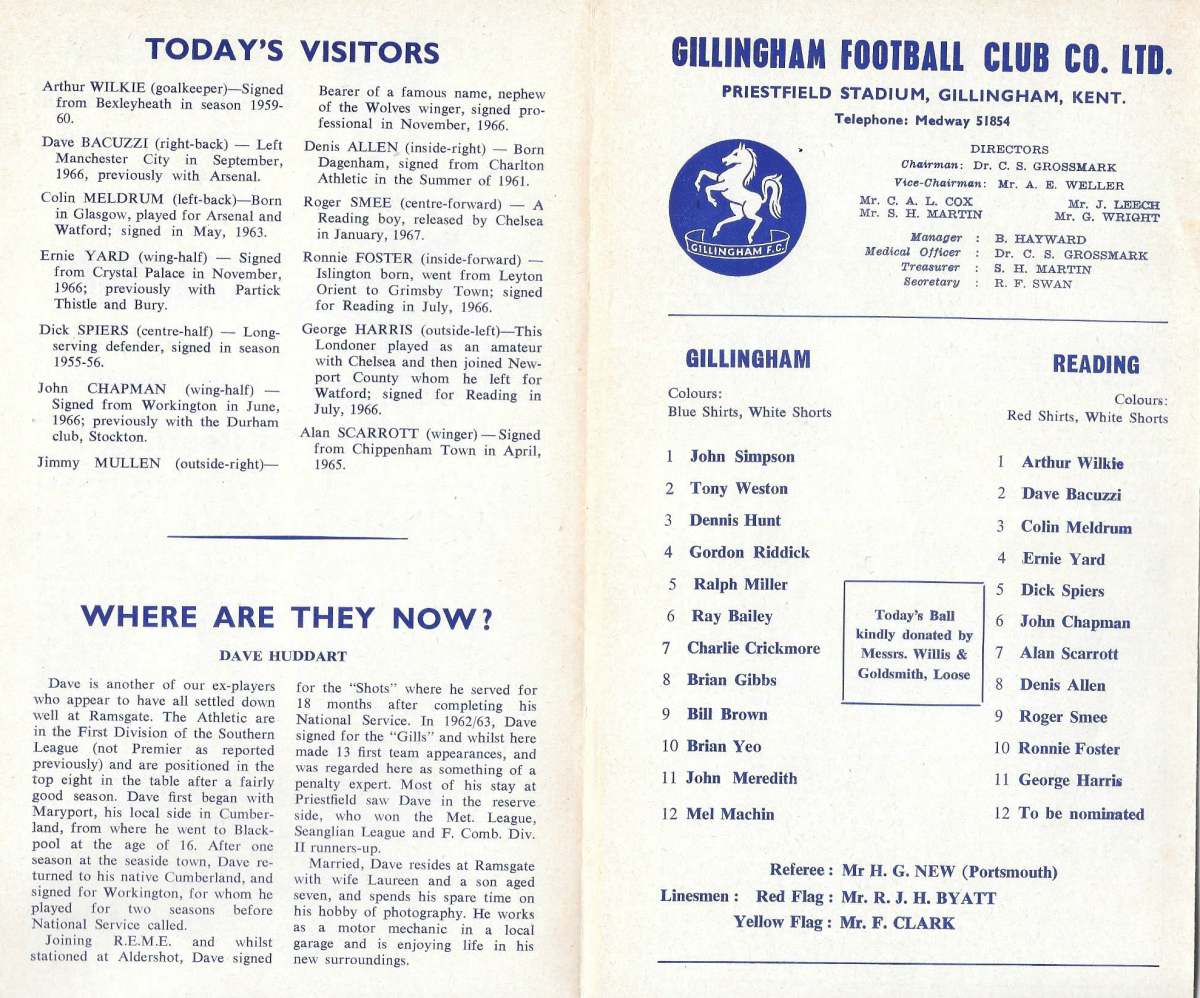 TODAY'S VISITORS
Arthur WILKIE (goalkeeper)—Signed
from Bexleyheath in season 1959-
60.
Dave BACUZZI (right-back) — Left
Manchester City in September,
1966, previously with Arsenal.
Colin MELDRUM (left-back)—Born
in Glasgow, played for Arsenal and
Watford; signed in May, 1963.
Ernie YARD (wing-half) — Signed
from Crystal Palace in November,
1966; previously with Partick
Thistle and Bury.
Dick SPIERS (centre-half) — Long-
serving defender, signed in season
1955-56.
John CHAPMAN (wing-half) —
Signed from Workington in June,
1966; previously with the Durham
club, Stockton.
Jimmy MULLEN (outside-right)—
Bearer of a famous name, nephew
of the Wolves winger, signed pro-
fessional in November, 1966.
Denis ALLEN (inside-right) — Born
Dagenham, signed from Charlton
Athletic in the Summer of 1961.
Roger SMEE (centre-forward) — A
Reading boy, released by Chelsea
in January, 1967.
Ronnie FOSTER (inside-forward) —
Islington born, went from Leyton
Orient to Grimsby Town; signed
for Reading in July, 1966.
George HARRIS (outside-left)—This
Londoner played as an amateur
with Chelsea and then joined New-
port County whom he left for
Watford; signed for Reading in
July, 1966.
Alan SCARROTT (winger) — Signed
from Chippenham Town in April,
1965.
WHERE ARE THEY NOW?
DAVE HUDDART
Dave is another of our ex-players
who appear to have all settled down
well at Ramsgate. The Athletic are
in the First Division of the Southern
League (not Premier as reported
previously) and are positioned in the
top eight in the table after a fairly
good season. Dave first began with
Maryport, his local side in Cumber-
land, from where he went to Black-
pool at the age of 16. After one
season at the seaside town, Dave re-
turned to his native Cumberland, and
signed for Workington, for whom he
played for two seasons before
National Service called.
Joining R.E.M.E. and whilst
stationed at Aldershot, Dave signed
for the "Shots" where he served for
18 months after completing his
National Service. In 1962/63, Dave
signed for the "Gills" and whilst here
made 13 first team appearances, and
was regarded here as something of a
penalty expert. Most of his stay at
Priestfield saw Dave in the reserve
side, who won the Met. League,
Seanglian League and F. Comb. Div.
II runners-up.
Married, Dave resides at Ramsgate
with wife Laureen and a son aged
seven, and spends his spare time on
his hobby of photography. He works
as a motor mechanic in a local
garage and is enjoying life in his
new surroundings.
GILLINGHAM FOOTBALL CLUB CO. LTD.
PRIESTFIELD STADIUM, GILLINGHAM, KENT.
Telephone: Medway 51854
GILLINGHAM F.C.
DIRECTORS
Chairman: Dr. C. S. GROSSMARK
Vice-Chairman: Mr. A. E. WELLER
Mr. C. A. L. COX Mr. J. LEECH
Mr. S. H. MARTIN Mr. G. WRIGHT
Manager : B. HAYWARD
Medical Officer : Dr. C. S. GROSSMARK
Treasurer : S. H. MARTIN
Secretary : R. F. SWAN
GILLINGHAM
Colours:
Blue Shirts, White Shorts
1 John Simpson
2 Tony Weston
3 Dennis Hunt
4 Gordon Riddick
5 Ralph Miller
6 Ray Bailey
7 Charlie Crickmore
8 Brian Gibbs
9 Bill Brown
10 Brian Yeo
11 John Meredith
12 Mel Machin
Today's Ball
kindly donated by
Messrs. Willis &
Goldsmith, Loose
READING
Colours:
Red Shirts, White Shorts
1 Arthur Wilkie
2 Dave Bacuzzi
3 Colin Meldrum
4 Ernie Yard
5 Dick Spiers
6 John Chapman
7 Alan Scarrott
8 Denis Allen
9 Roger Smee
10 Ronnie Foster
11 George Harris
12 To be nominated
Referee : Mr H. G. NEW (Portsmouth)
Linesmen : Red Flag : Mr. R. J. H. BYATT
Yellow Flag : Mr. F. CLARK